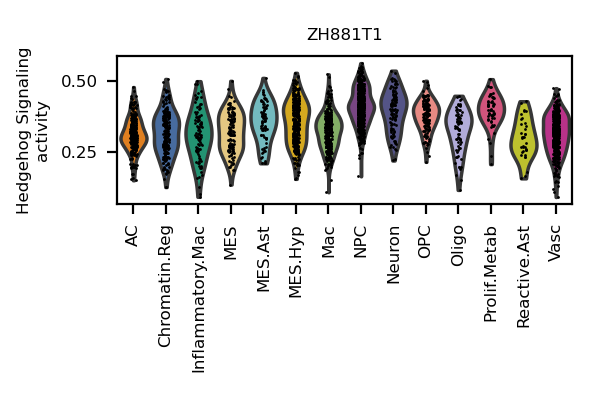 ZH881T1
Hedgehog Signaling
activity
0.50
0.25
AC
Chromatin.Reg
Inflammatory.Mac
MES
MES.Ast
MES.Hyp
Mac
NPC
Neuron
OPC
Oligo
Prolif.Metab
Reactive.Ast
Vasc